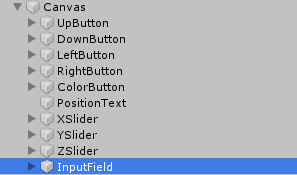 Canvas
UpButton
DownButton
LeftButton
RightButton
ColorButton
PositionText
XSlider
YSlider
ZSlider
InputField